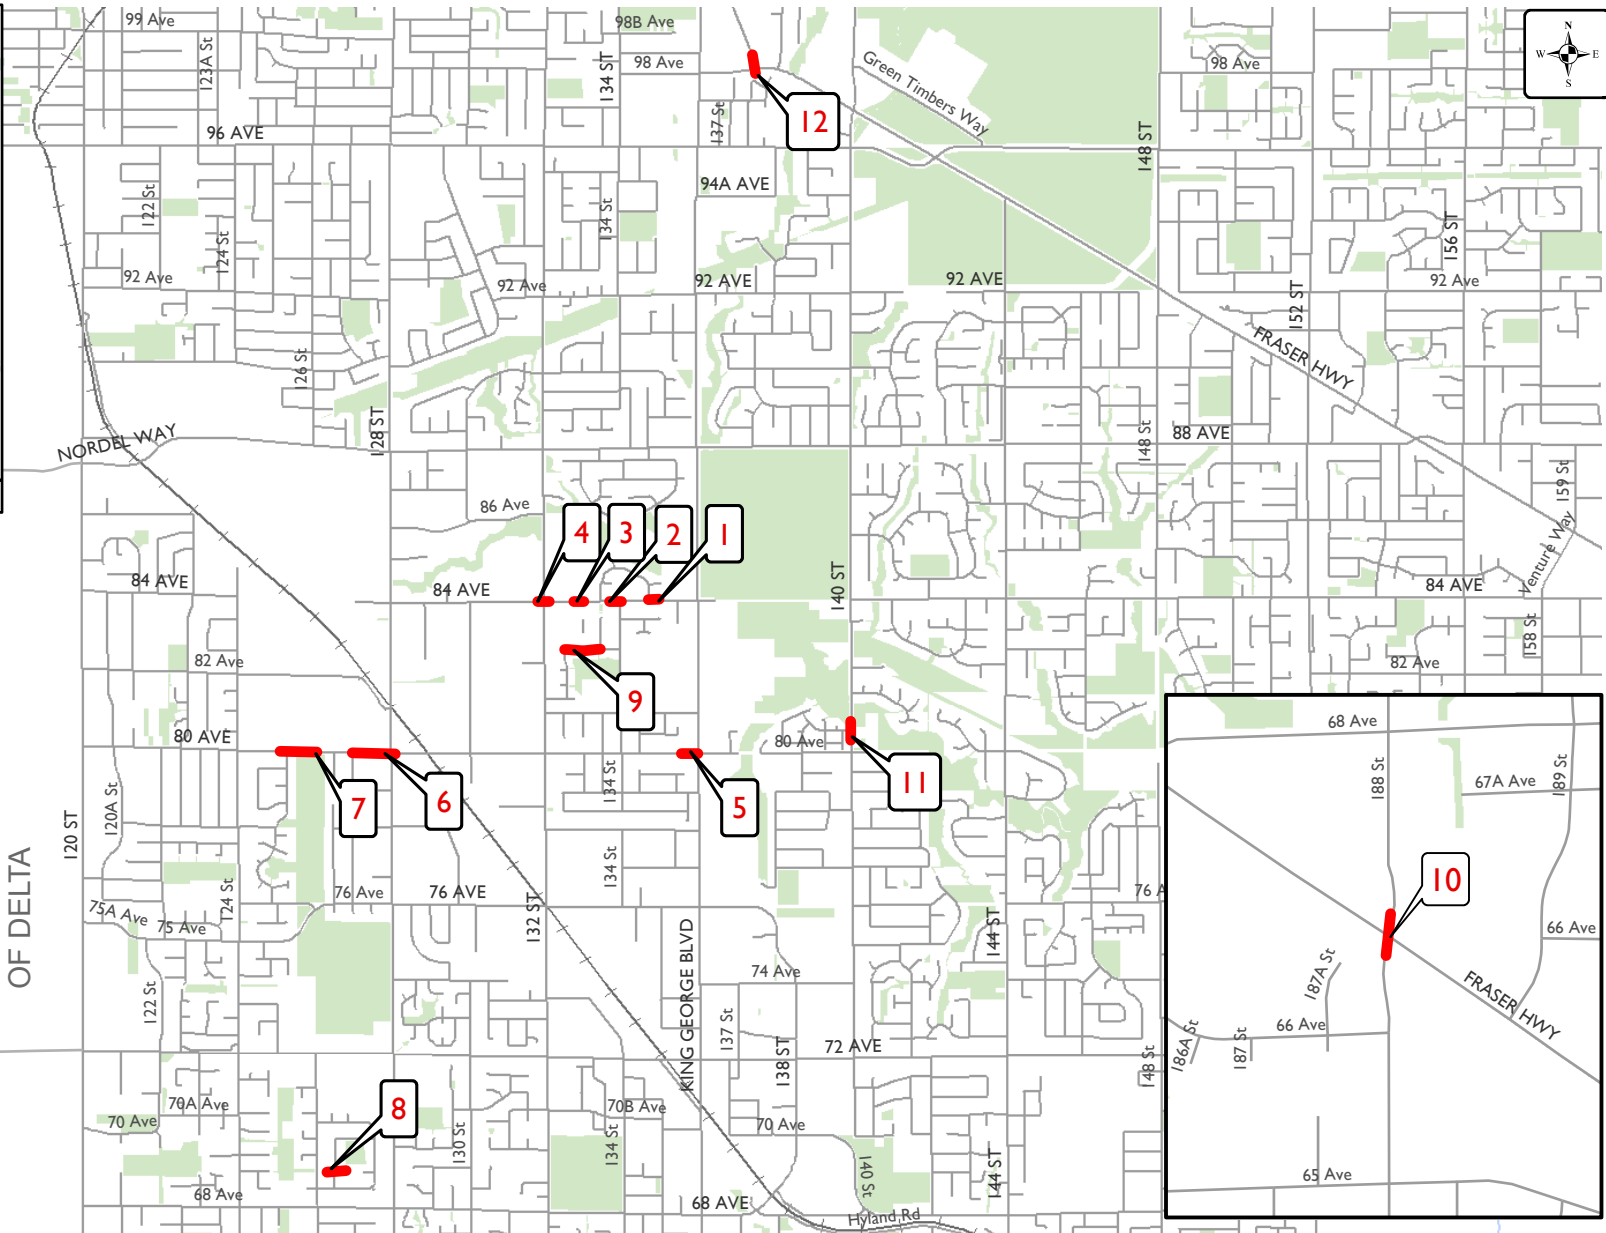 99 Ave
98B Ave
N
W E
S
123A St
134 ST
98 Ave
Green Timbers Way
98 Ave
137 St
12
96 AVE
148 ST
94A AVE
122 St
134 St
124 St
156 ST
92 Ave
92 Ave
92 AVE
92 AVE
92 Ave
152 ST
FRASER HWY
126 St
128 ST
NORDEL WAY
88 AVE
148 St
159 St
86 Ave
4
3
2
1
Venture Way
84 AVE
84 AVE
140 ST
84 AVE
158 St
82 Ave
82 Ave
9
80 AVE
80 Ave
11
7
6
5
134 St
120A St
120 ST
68 Ave
188 St
67A Ave
189 St
OF DELTA
124 St
76 Ave
76 AVE
134 St
76 A
10
75A Ave
75 Ave
132 ST
144 ST
66 Ave
74 Ave
187A St
FRASER HWY
122 St
KING GEORGE BLVD
137 St
66 Ave
186A St
187 St
72 AVE
138 ST
148 St
70A Ave
8
70B Ave
70 Ave
70 Ave
130 St
134 St
140 St
144 ST
65 Ave
68 Ave
68 AVE
Hyland Rd